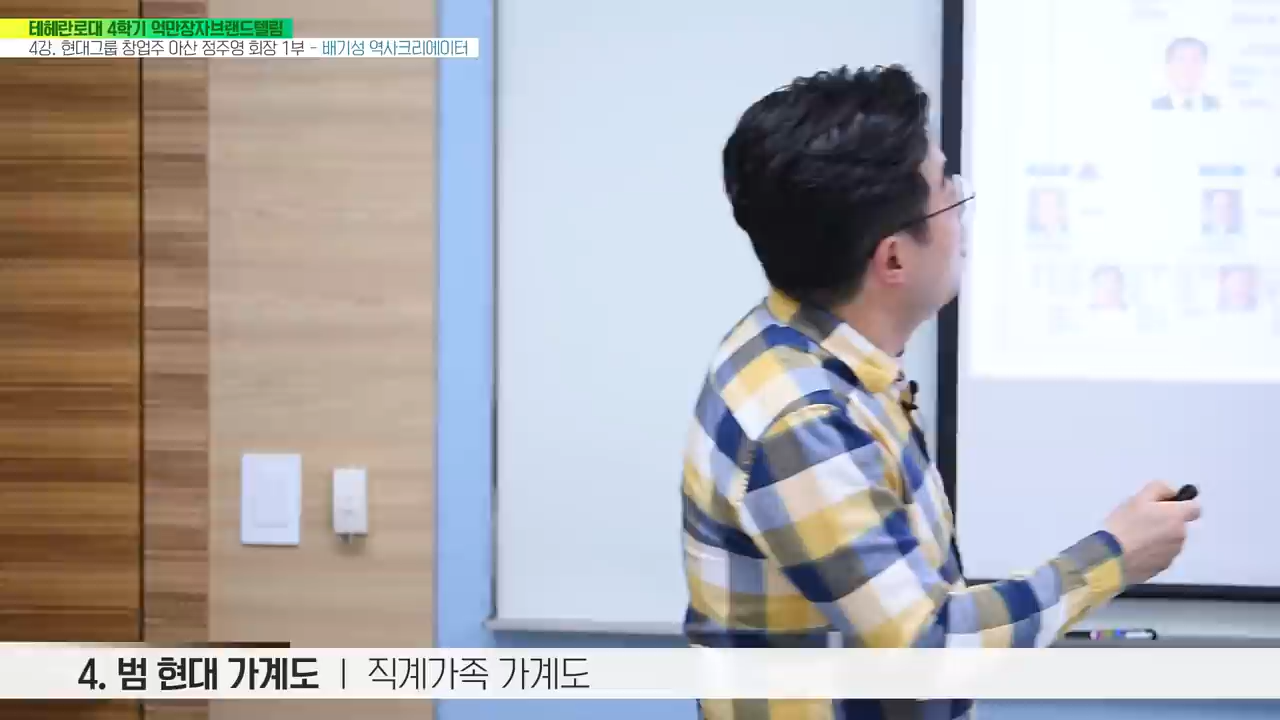 테헤란로대 4학기 억만장자브랜드텔링
4강. 현대그룹 창업주 아산 정주영 회장 1부 - 배기성 역사크리에이터
4. 범 현대 가계도 | 직계가족 가계도